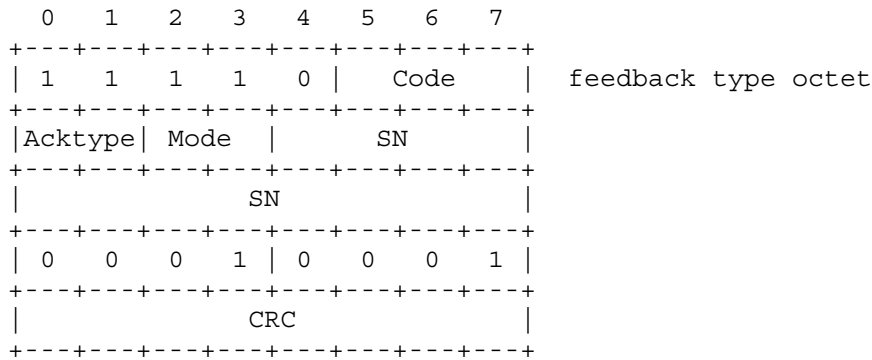 0   1   2   3   4   5   6   7
+---+---+---+---+---+---+---+---+
| 1   1   1   1   0 |   Code    |  feedback type octet
+---+---+---+---+---+---+---+---+
|Acktype| Mode  |      SN       |
+---+---+---+---+---+---+---+---+
|              SN               |
+---+---+---+---+---+---+---+---+
| 0   0   0   1 | 0   0   0   1 |
+---+---+---+---+---+---+---+---+
|              CRC              |
+---+---+---+---+---+---+---+---+